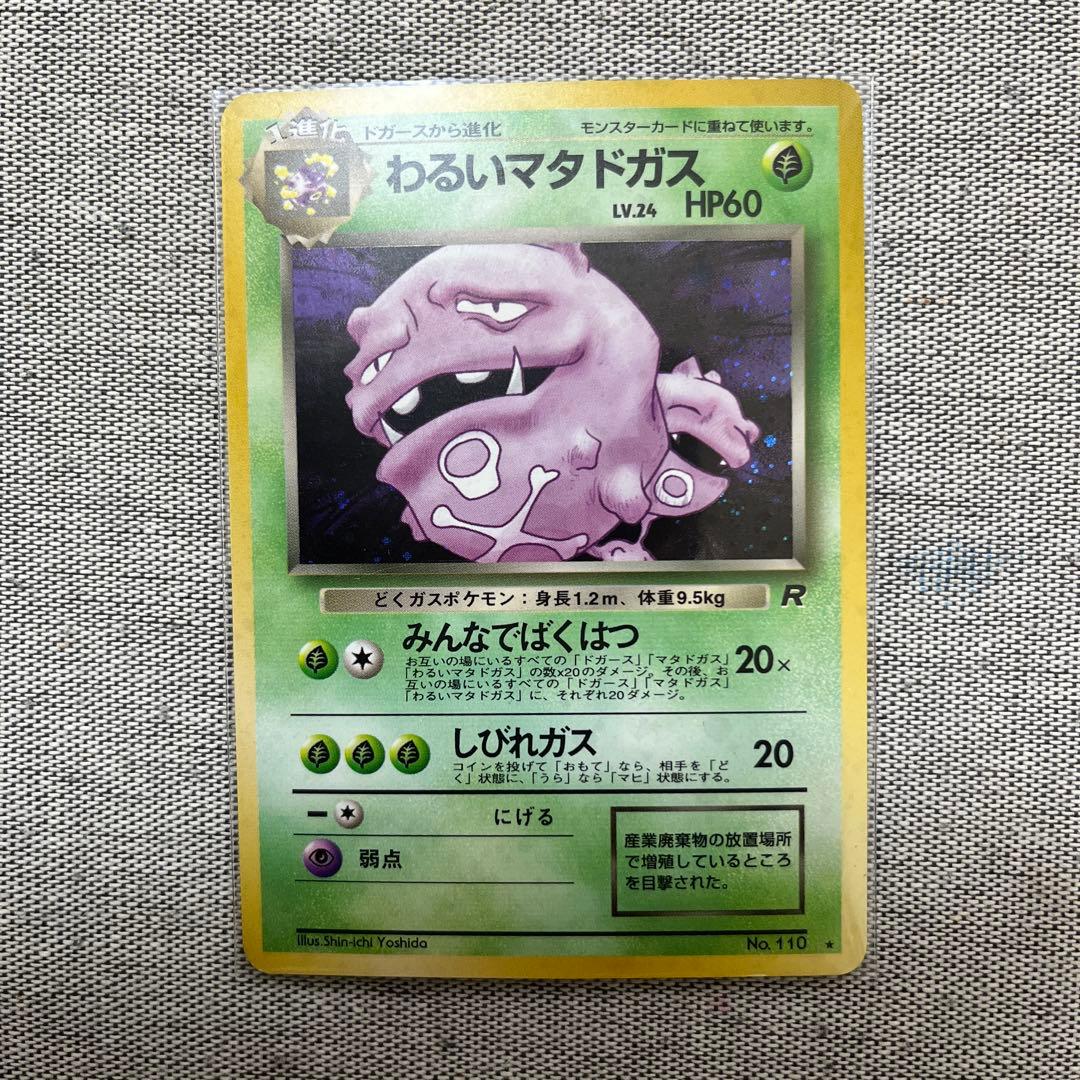 1進化
ドガースから進化
モンスターカードに重ねて使います。
わるいマタドガス
LV.24 HP60
どくガスポケモン：身長1.2m、体重9.5kg
R
みんなでばくはつ
お互いの場にいるすべての「ドガース」「マタドガス」
「わるいマタドガス」の数x20のダメージ。その後、お
互いの場にいるすべての「ドガース」「マタドガス」
「わるいマタドガス」に、それぞれ20ダメージ。
20×
しびれガス
コインを投げて「おもて」なら、相手を「ど
く」状態に、「うら」なら「マヒ」状態にする。
20
にげる
弱点
産業廃棄物の放置場所
で増殖しているところ
を目撃された。
Illus.Shin-ichi Yoshida
No.110 ★